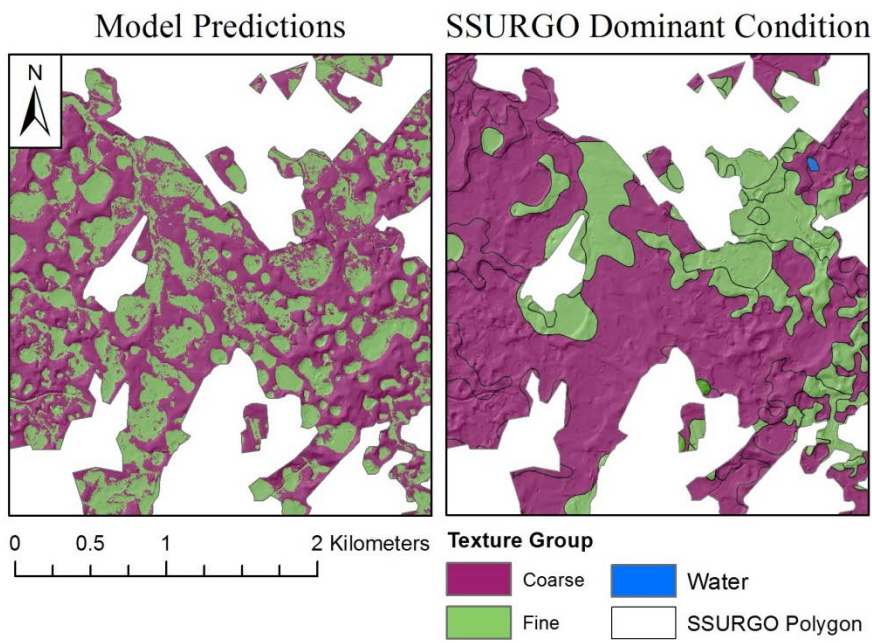 Model Predictions
SSURGO Dominant Condition
N
0 0.5 1 2 Kilometers
Texture Group
Coarse
Water
Fine
SSURGO Polygon